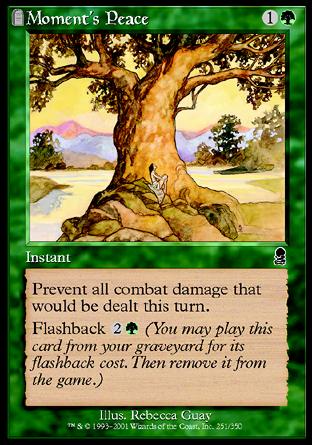 Moment's Peace 1
Instant
Prevent all combat damage that
would be dealt this turn.
Flashback 2 (You may play this
card from your graveyard for its
flashback cost. Then remove it from
the game.)
Illus. Rebecca Guay
™ & © 1993–2001 Wizards of the Coast, Inc. 251/350